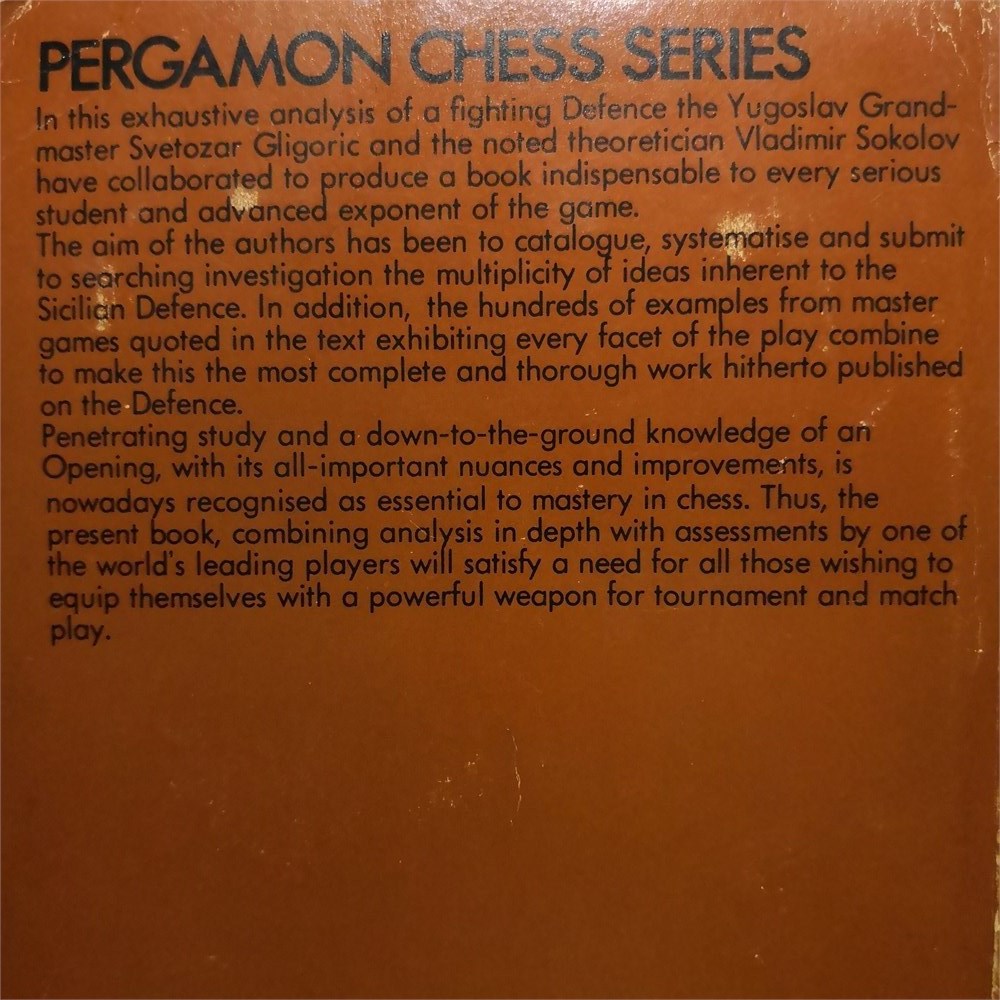 PERGAMON CHESS SERIES
In this exhaustive analysis of a fighting Defence the Yugoslav Grand-
master Svetozar Gligoric and the noted theoretician Vladimir Sokolov
have collaborated to produce a book indispensable to every serious
student and advanced exponent of the game.
The aim of the authors has been to catalogue, systematise and submit
to searching investigation the multiplicity of ideas inherent to the
Sicilian Defence. In addition, the hundreds of examples from master
games quoted in the text exhibiting every facet of the play combine
to make this the most complete and thorough work hitherto published
on the Defence.
Penetrating study and a down-to-the-ground knowledge of an
Opening, with its all-important nuances and improvements, is
nowadays recognised as essential to mastery in chess. Thus, the
present book, combining analysis in depth with assessments by one of
the world's leading players will satisfy a need for all those wishing to
equip themselves with a powerful weapon for tournament and match
play.